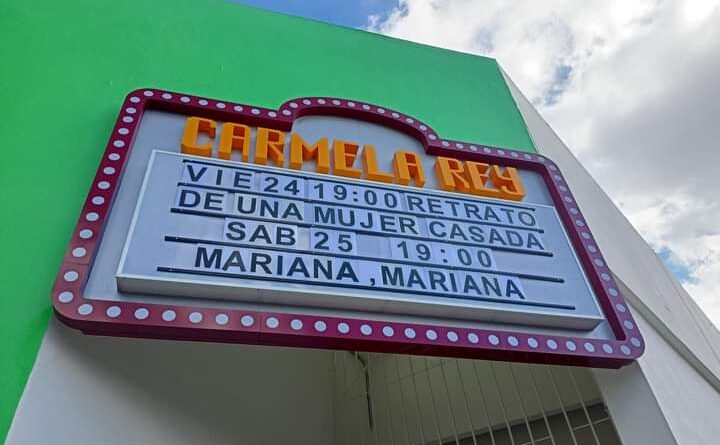 CARMELA REY
VIE 24 19:00 RETRATO
DE UNA MUJER CASADA
SAB 25 19:00
MARIANA, MARIANA